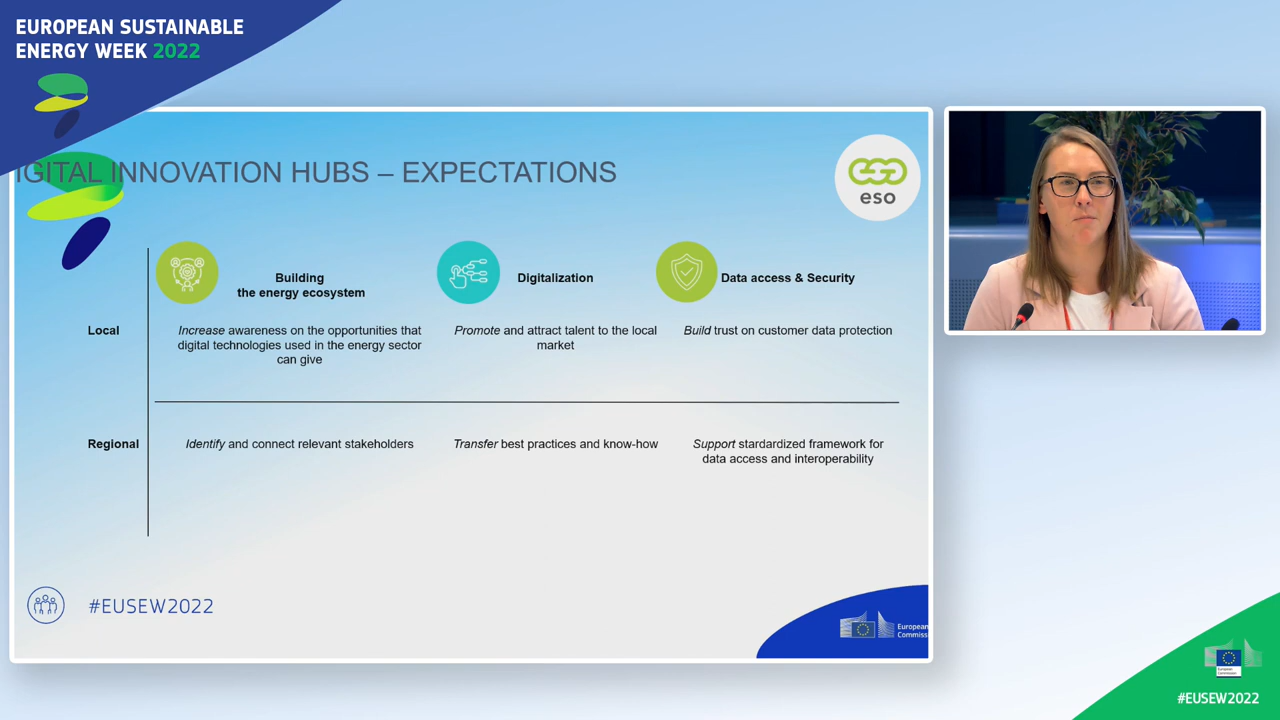 EUROPEAN SUSTAINABLE
ENERGY WEEK 2022
IGITAL INNOVATION HUBS – EXPECTATIONS
eso
Building
the energy ecosystem
Digitalization
Data access & Security
Local
Increase awareness on the opportunities that
digital technologies used in the energy sector
can give
Promote and attract talent to the local
market
Build trust on customer data protection
Regional
Identify and connect relevant stakeholders
Transfer best practices and know-how
Support stardardized framework for
data access and interoperability
#EUSEW2022
European
Commiss
European
Commission
#EUSEW2022